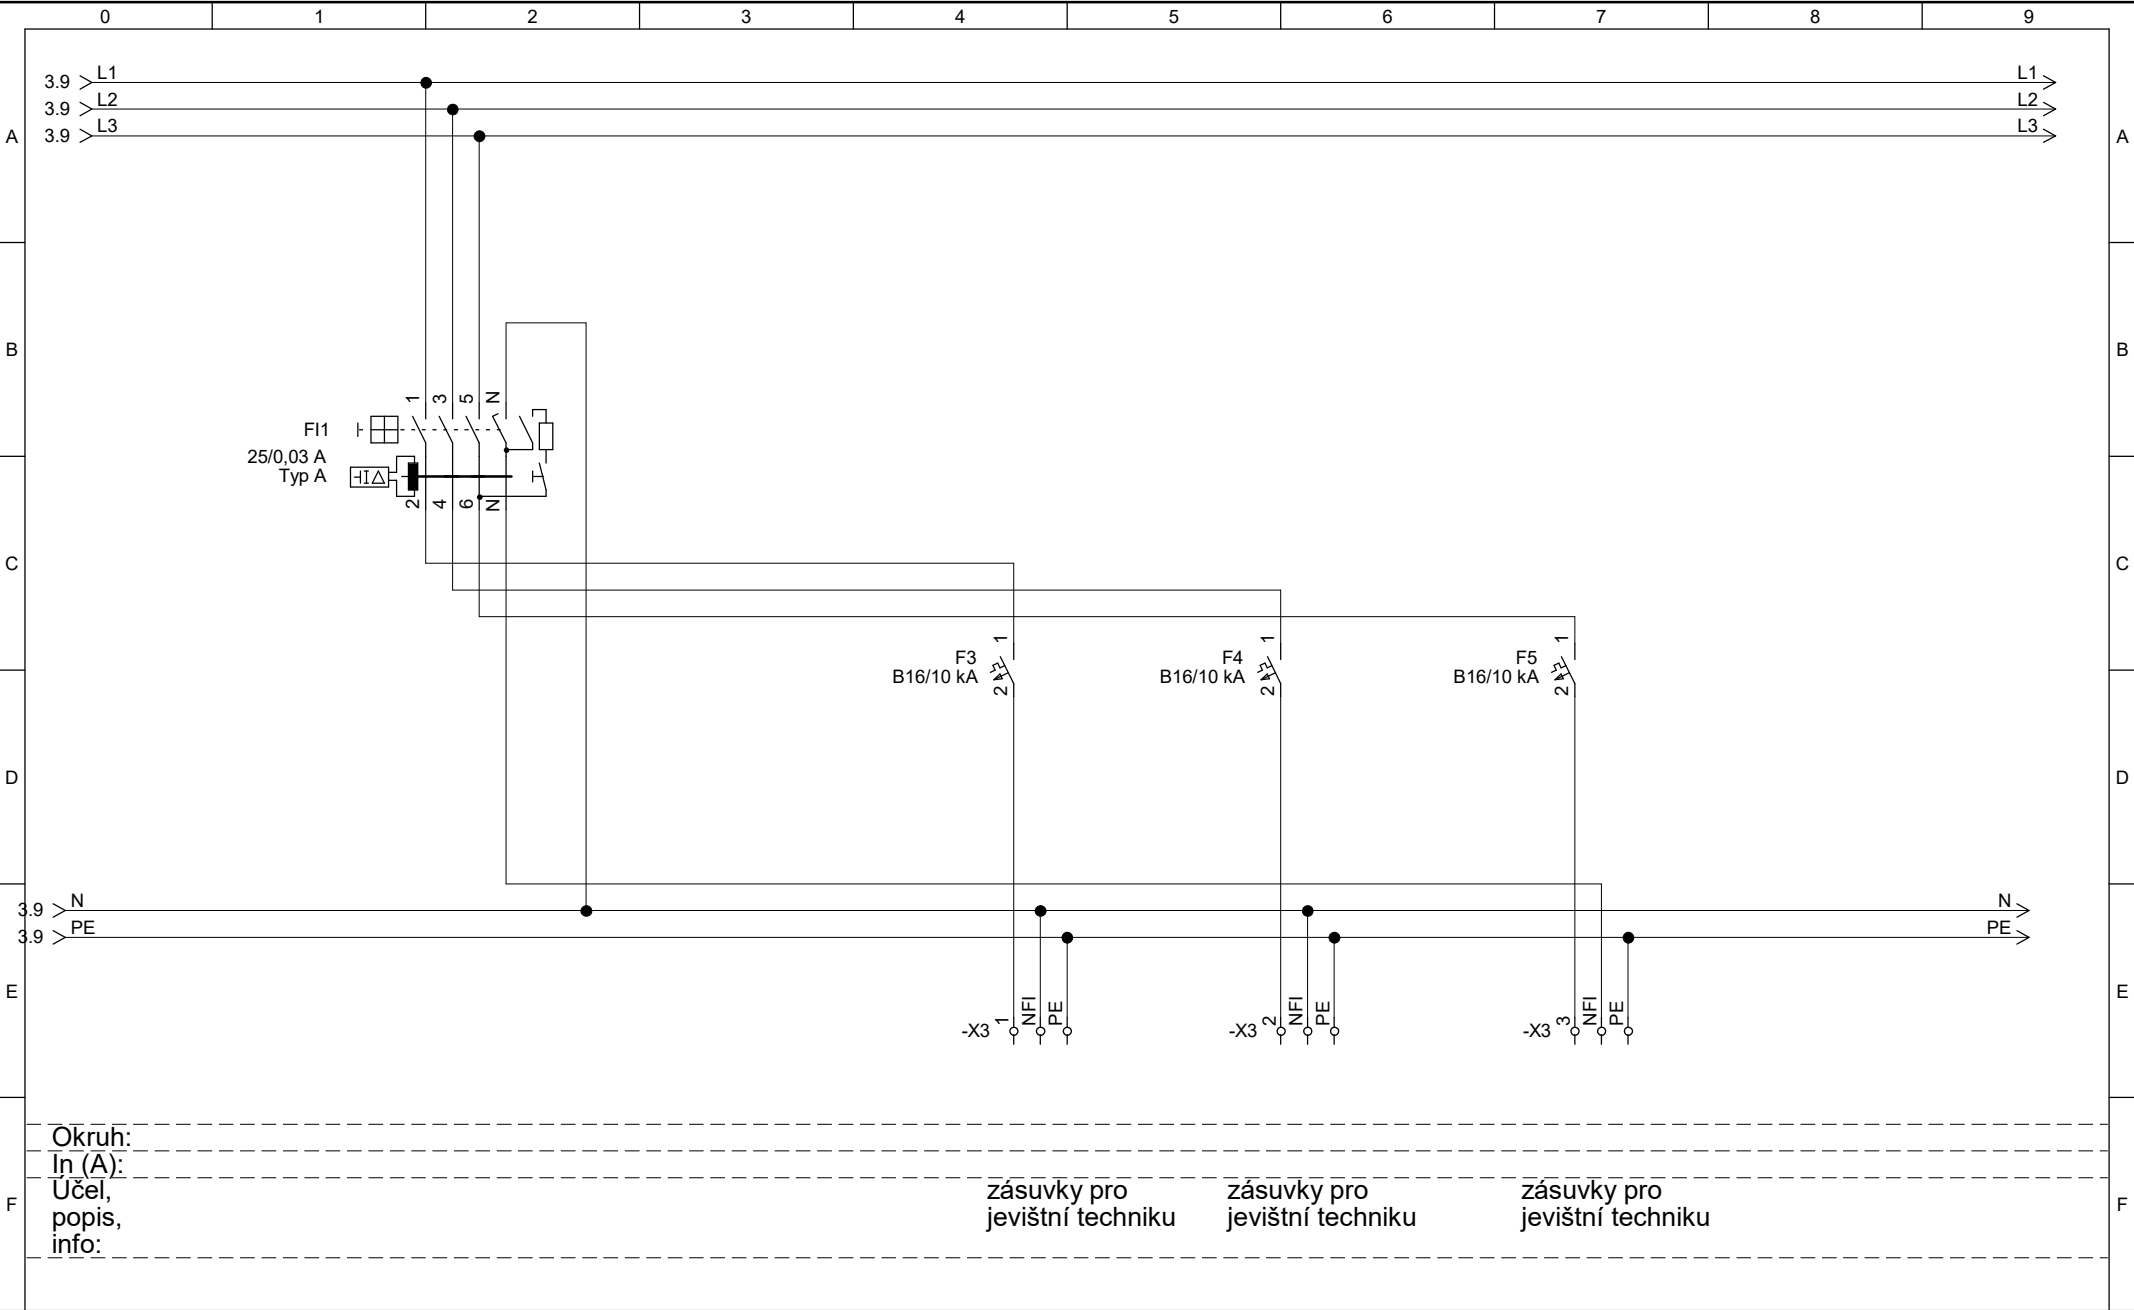 0 1 2 3 4 5 6 7 8 9
3.9 L1 L1
3.9 L2 L2
A 3.9 L3 L3 A
B B
1 3 5 N
FI1
25/0,03 A
Typ A
2 4 6 N
C C
1 1 1
F3 F4 F5
B16/10 kA B16/10 kA B16/10 kA
2 2 2
D D
3.9 N N
3.9 PE PE
E E
-X3 1 NFI PE -X3 2 NFI PE -X3 3 NFI PE
Okruh:
In (A):
Účel, zásuvky pro zásuvky pro zásuvky pro
F popis, jevištní techniku jevištní techniku jevištní techniku F
info: